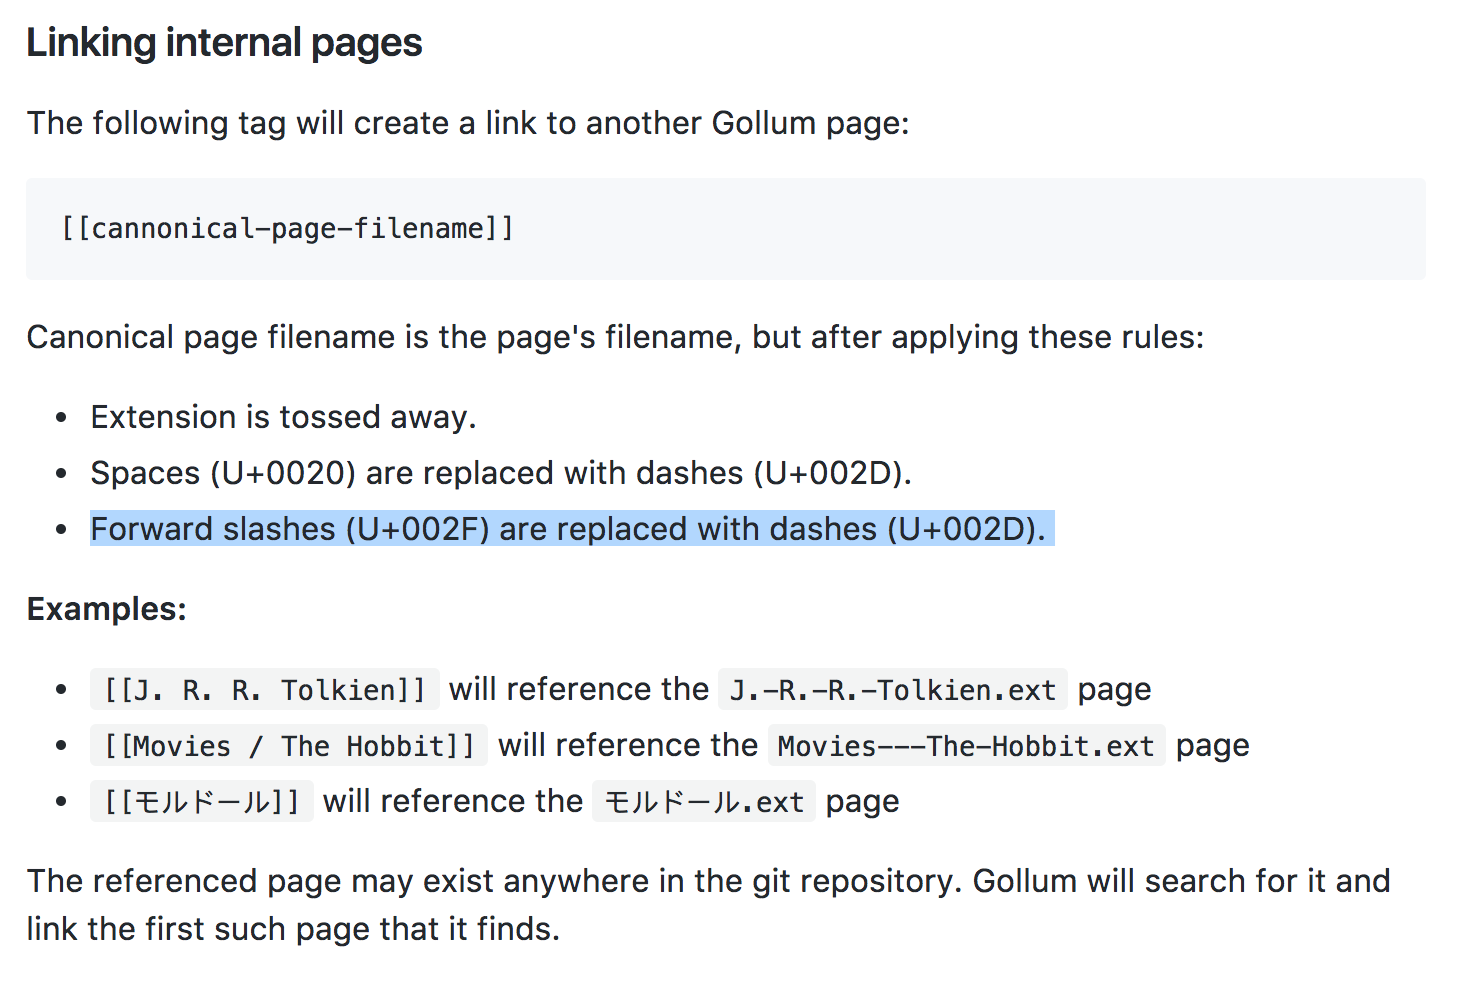 Linking internal pages
The following tag will create a link to another Gollum page:
[[cannonical-page-filename]]
Canonical page filename is the page's filename, but after applying these rules:
• Extension is tossed away.
• Spaces (U+0020) are replaced with dashes (U+002D).
• Forward slashes (U+002F) are replaced with dashes (U+002D).
Examples:
• [[J. R. R. Tolkien]] will reference the J.-R.-R.-Tolkien.ext page
• [[Movies / The Hobbit]] will reference the Movies---The-Hobbit.ext page
• [[モルドール]] will reference the モルドール.ext page
The referenced page may exist anywhere in the git repository. Gollum will search for it and
link the first such page that it finds.